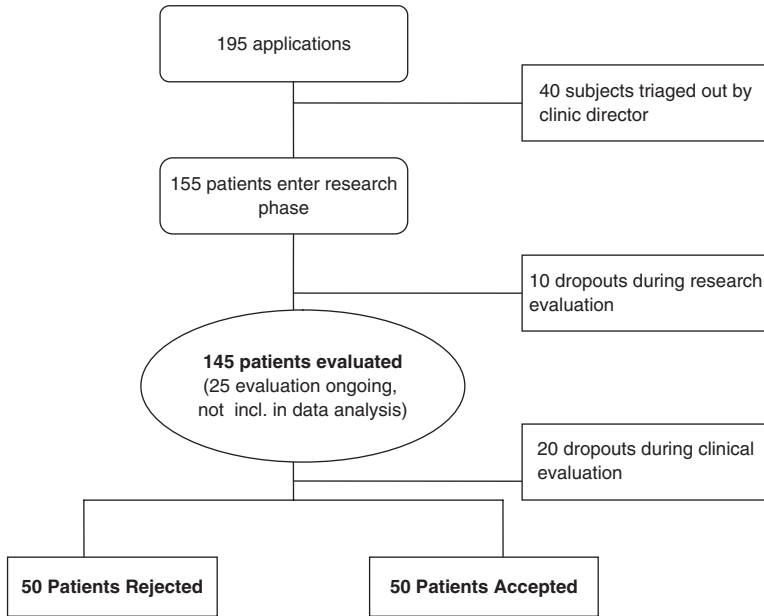 195 applications
40 subjects triaged out by
clinic director
155 patients enter research
phase
10 dropouts during research
evaluation
145 patients evaluated
(25 evaluation ongoing,
not incl. in data analysis)
20 dropouts during clinical
evaluation
50 Patients Rejected
50 Patients Accepted